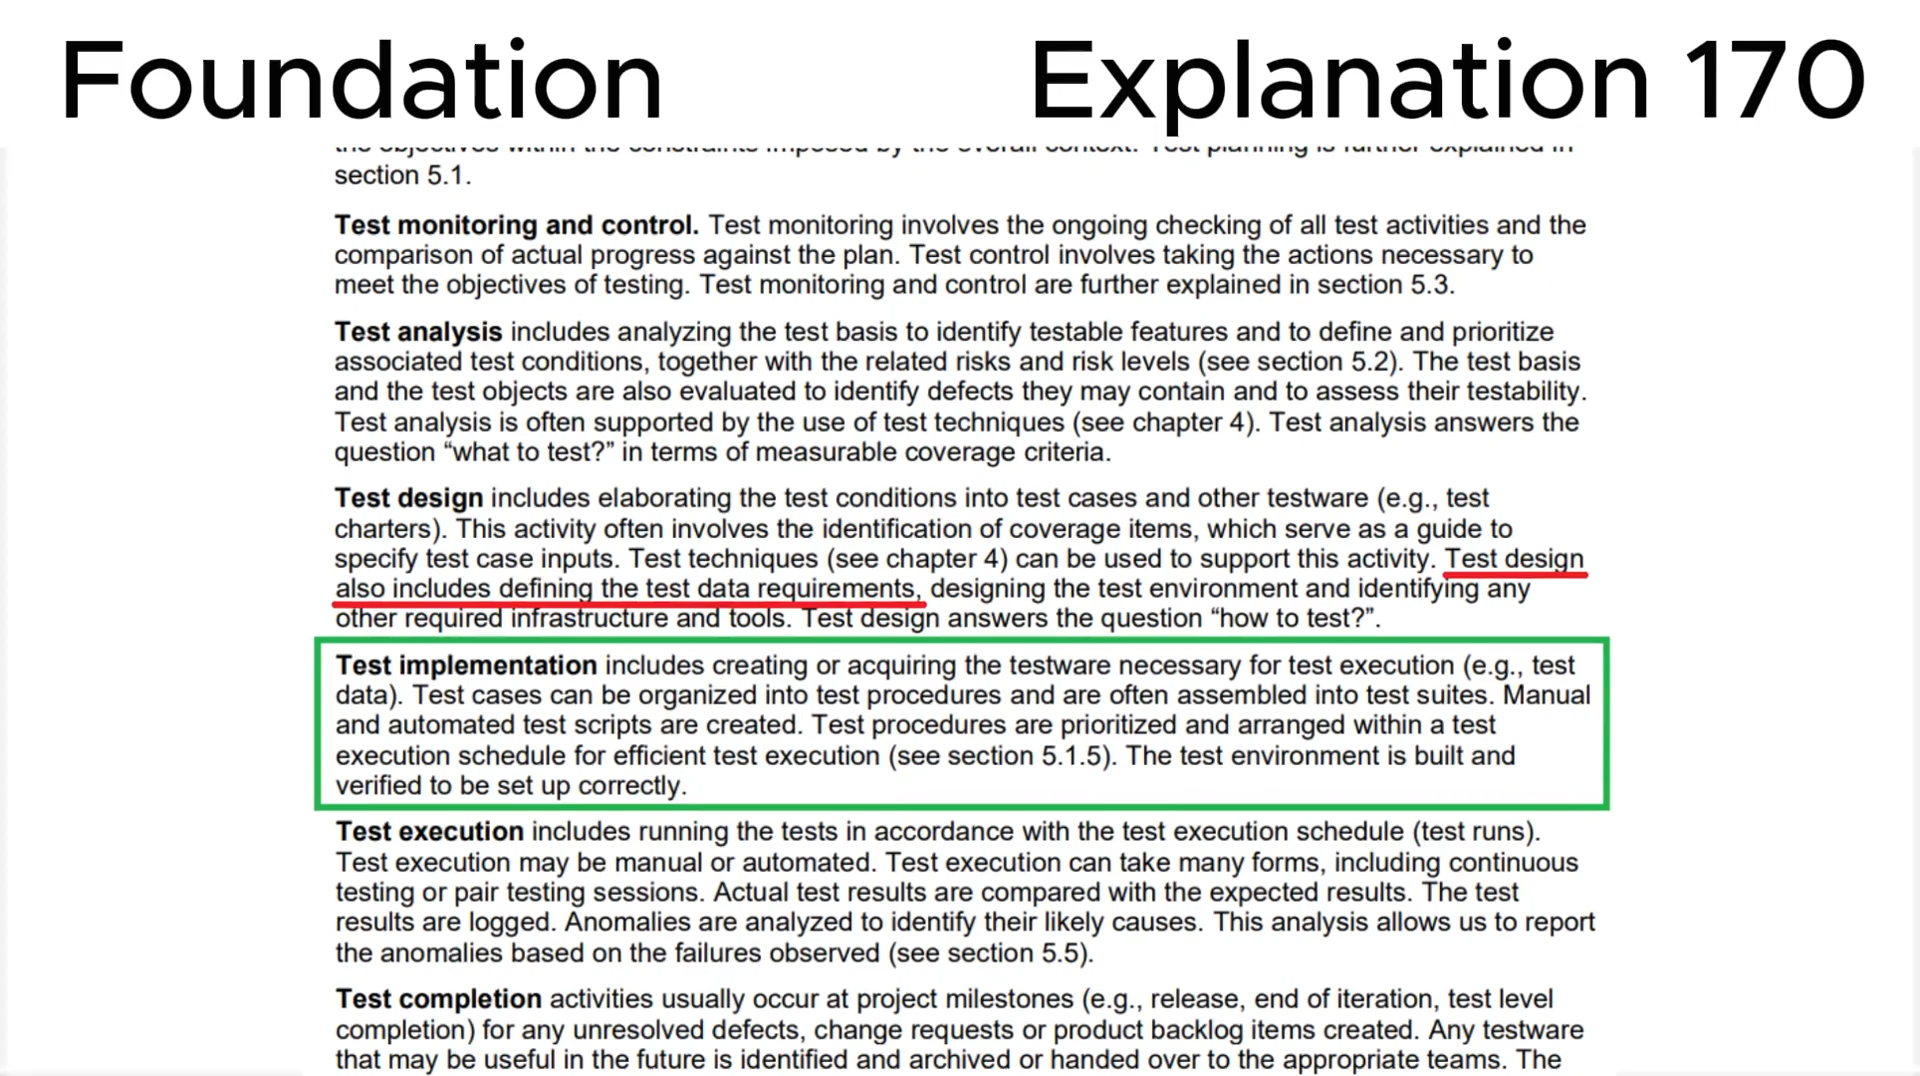 Foundation
Explanation 170
the objectives within the constraints imposed by the overall context. Test planning is further explained in
section 5.1.
Test monitoring and control. Test monitoring involves the ongoing checking of all test activities and the
comparison of actual progress against the plan. Test control involves taking the actions necessary to
meet the objectives of testing. Test monitoring and control are further explained in section 5.3.
Test analysis includes analyzing the test basis to identify testable features and to define and prioritize
associated test conditions, together with the related risks and risk levels (see section 5.2). The test basis
and the test objects are also evaluated to identify defects they may contain and to assess their testability.
Test analysis is often supported by the use of test techniques (see chapter 4). Test analysis answers the
question “what to test?” in terms of measurable coverage criteria.
Test design includes elaborating the test conditions into test cases and other testware (e.g., test
charters). This activity often involves the identification of coverage items, which serve as a guide to
specify test case inputs. Test techniques (see chapter 4) can be used to support this activity. Test design
also includes defining the test data requirements, designing the test environment and identifying any
other required infrastructure and tools. Test design answers the question “how to test?”.
Test implementation includes creating or acquiring the testware necessary for test execution (e.g., test
data). Test cases can be organized into test procedures and are often assembled into test suites. Manual
and automated test scripts are created. Test procedures are prioritized and arranged within a test
execution schedule for efficient test execution (see section 5.1.5). The test environment is built and
verified to be set up correctly.
Test execution includes running the tests in accordance with the test execution schedule (test runs).
Test execution may be manual or automated. Test execution can take many forms, including continuous
testing or pair testing sessions. Actual test results are compared with the expected results. The test
results are logged. Anomalies are analyzed to identify their likely causes. This analysis allows us to report
the anomalies based on the failures observed (see section 5.5).
Test completion activities usually occur at project milestones (e.g., release, end of iteration, test level
completion) for any unresolved defects, change requests or product backlog items created. Any testware
that may be useful in the future is identified and archived or handed over to the appropriate teams. The